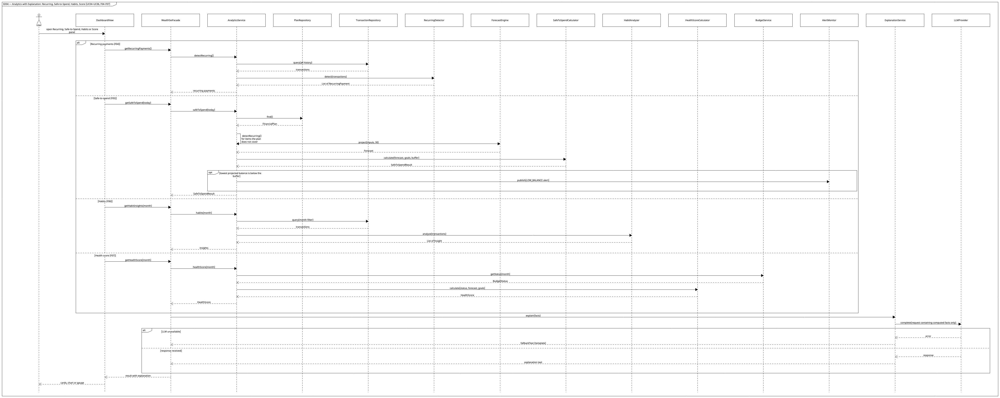 SD04 — Analytics with Explanation: Recurring, Safe-to-Spend, Habits, Score (UC04–UC06, F04–F07)
User
DashboardView
WealthSeiFacade
AnalyticsService
PlanRepository
TransactionRepository
RecurringDetector
ForecastEngine
SafeToSpendCalculator
HabitAnalyzer
HealthScoreCalculator
BudgetService
AlertMonitor
ExplanationService
LLMProvider
open Recurring, Safe-to-Spend, Habits or Score
panel
alt
[Recurring payments (F04)]
getRecurringPayments()
detectRecurring()
query(all history)
transactions
detect(transactions)
List of RecurringPayment
recurring payments
[Safe-to-spend (F05)]
getSafeToSpend(today)
safeToSpend(today)
find()
FinancialPlan
detectRecurring()
for items the plan
does not cover
project(inputs, 30)
Forecast
calculate(forecast, goals, buffer)
SafeToSpendResult
opt
[lowest projected balance is below the
buffer]
publish(LOW_BALANCE alert)
SafeToSpendResult
[Habits (F06)]
getHabitInsights(month)
habits(month)
query(month filter)
transactions
analyze(transactions)
List of Insight
insights
[Health score (F07)]
getHealthScore(month)
healthScore(month)
getStatus(month)
BudgetStatus
calculate(status, forecast, goals)
HealthScore
HealthScore
explain(facts)
complete(request containing computed facts only)
alt
[LLM unavailable]
error
fallbackText (template)
[response received]
response
explanation text
result with explanation
cards, chart or gauge